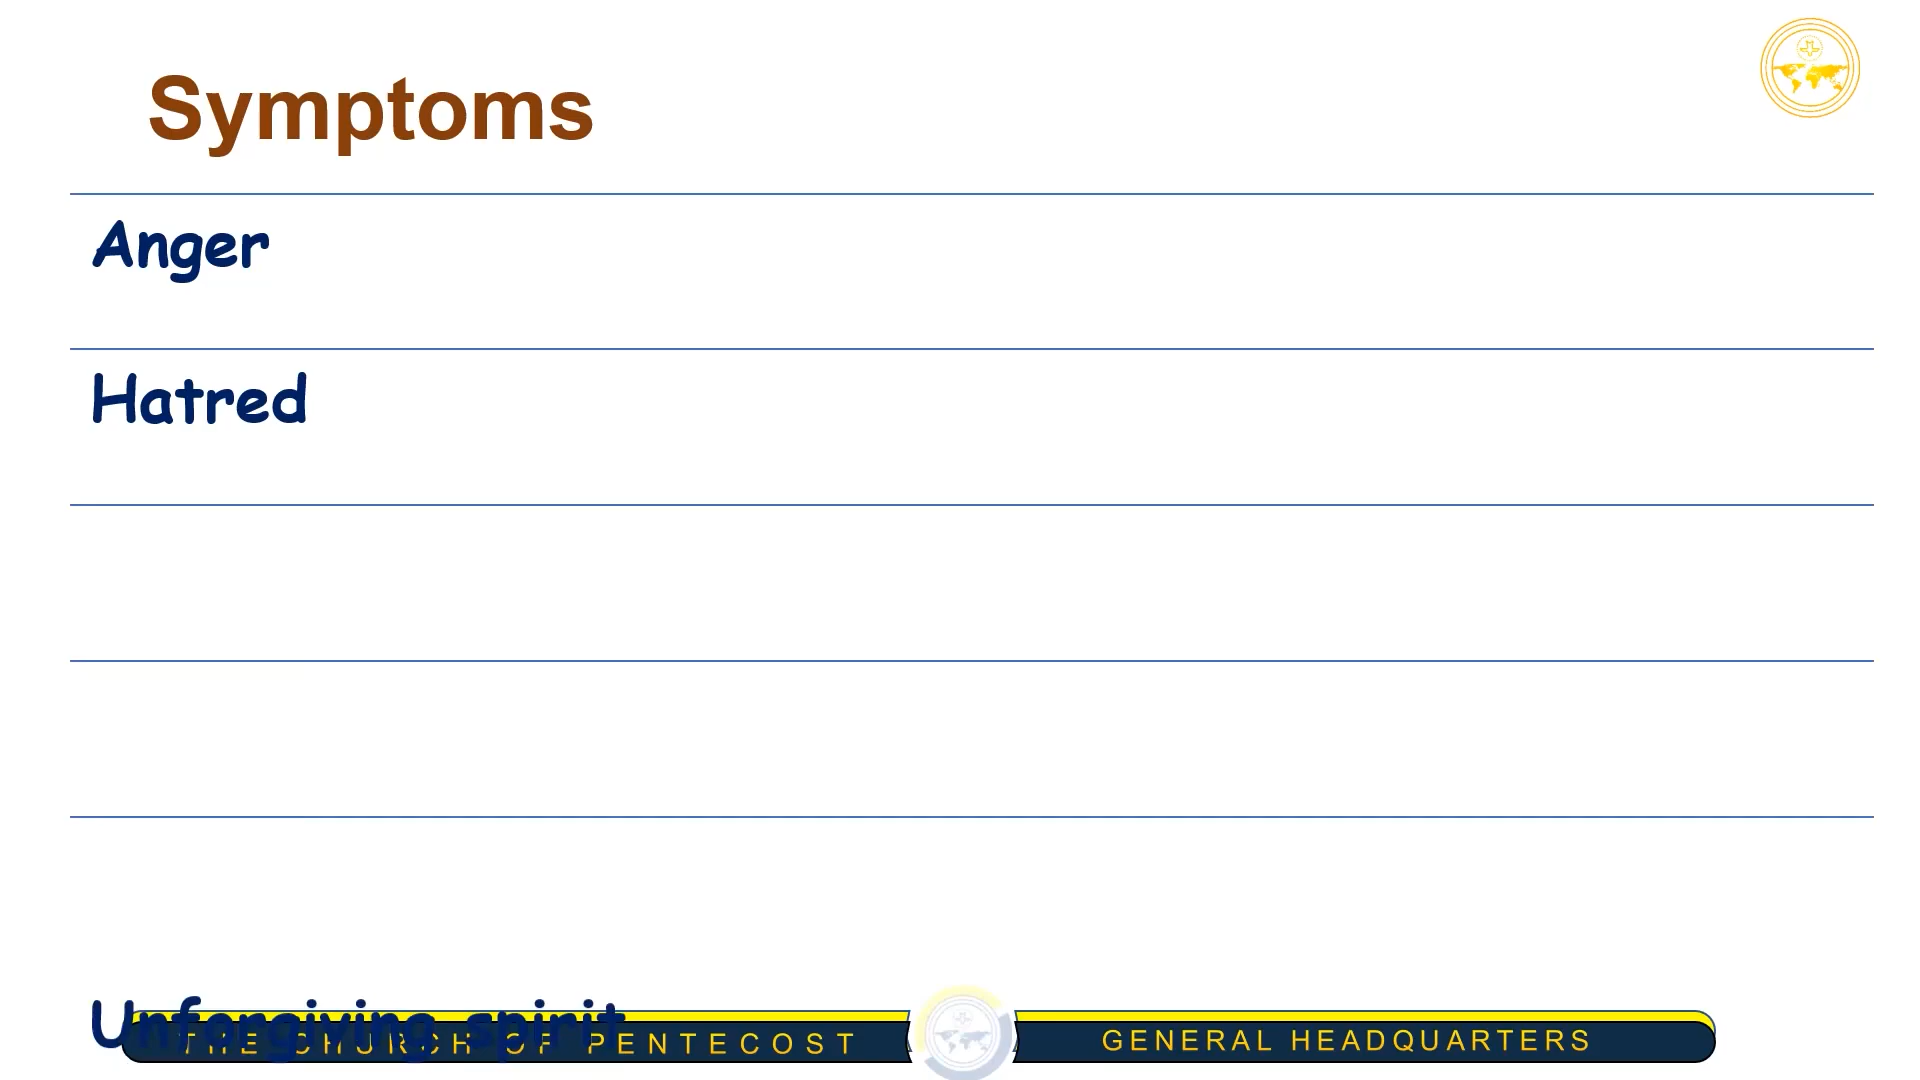 Symptoms
Anger
Hatred
Unforgiving spirit
THE CHURCH OF PENTECOST
GENERAL HEADQUARTERS